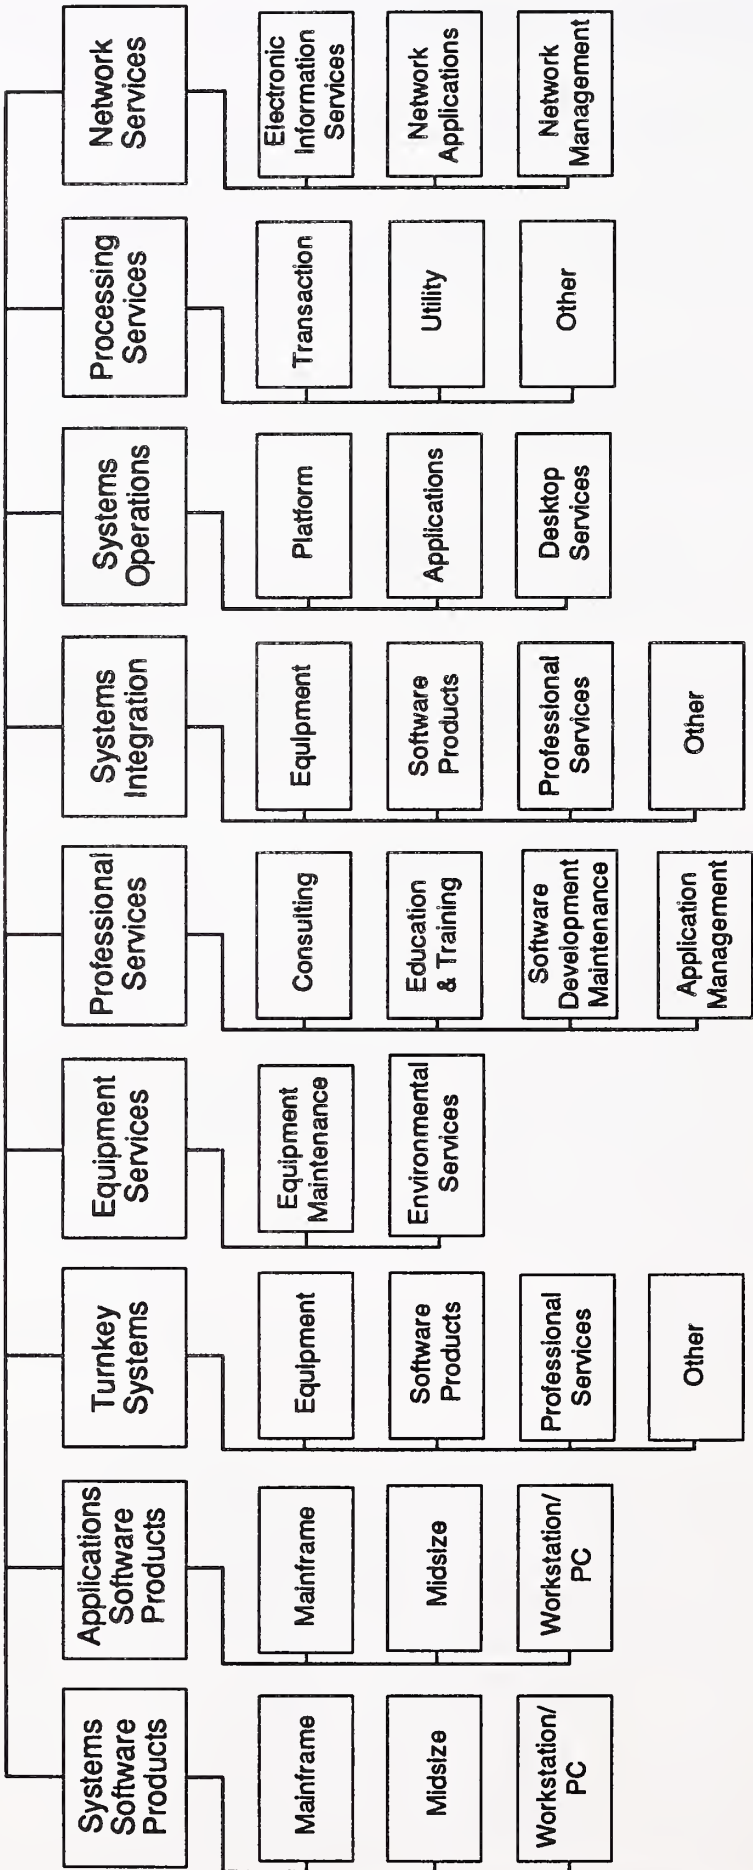 Systems
Software
Products
Mainframe
Midsize
Workstation/
PC
Applications
Software
Products
Mainframe
Midsize
Workstation/
PC
Turnkey
Systems
Equipment
Software
Products
Professional
Services
Other
Equipment
Services
Equipment
Maintenance
Environmental
Services
Professional
Services
Consulting
Education
& Training
Software
Development
Maintenance
Application
Management
Systems
Integration
Equipment
Software
Products
Professional
Services
Other
Systems
Operations
Platform
Applications
Desktop
Services
Processing
Services
Transaction
Utility
Other
Network
Services
Electronic
Information
Services
Network
Applications
Network
Management